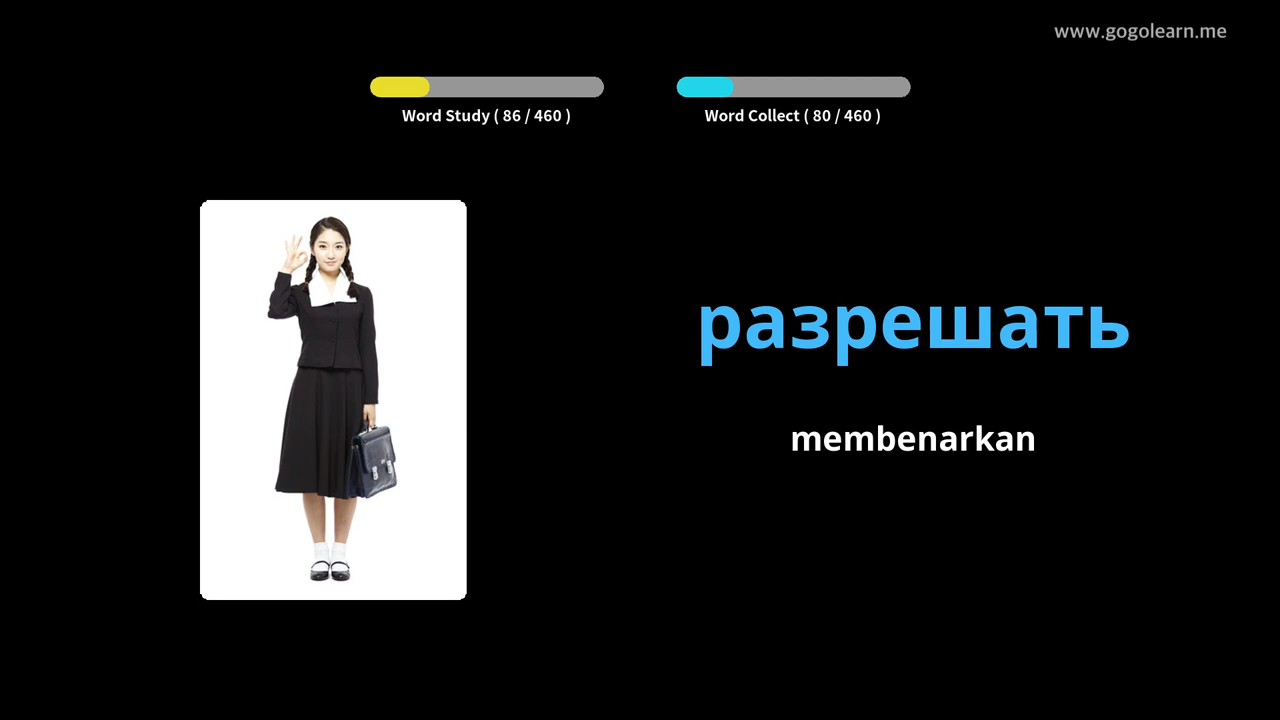 www.gogolearn.me
Word Study ( 86 / 460 )
Word Collect ( 80 / 460 )
разрешать
membenarkan